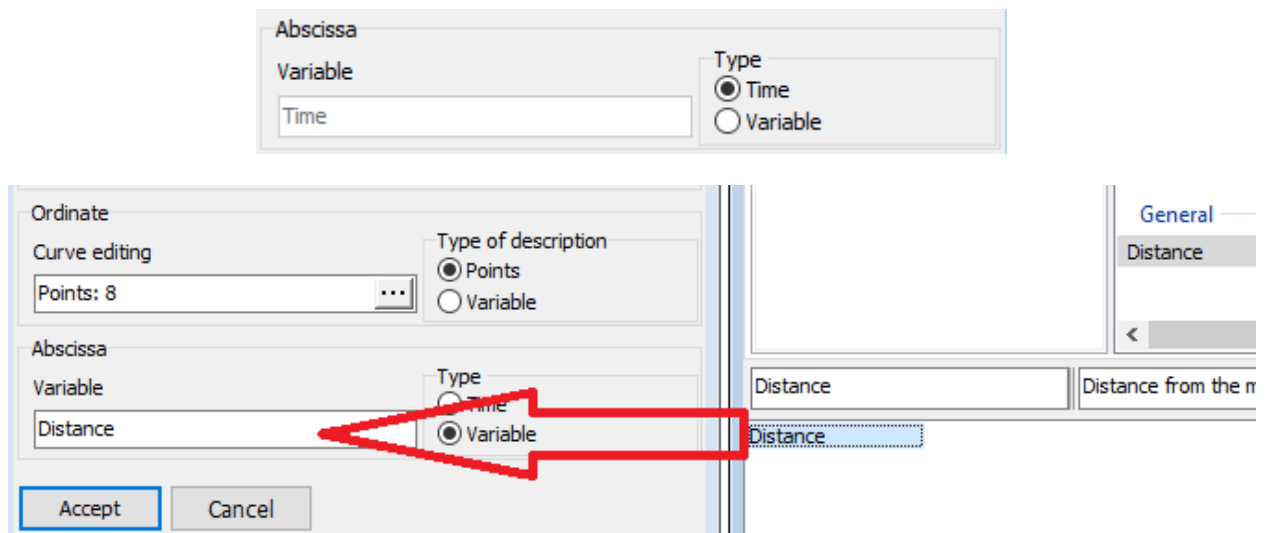 Abscissa
Variable
Time
Type
Time
Variable
Ordinate
Curve editing
Points: 8
...
Type of description
Points
Variable
Abscissa
Variable
Distance
Type
Time
Variable
Accept
Cancel
General
Distance
Distance
Distance from the
Distance